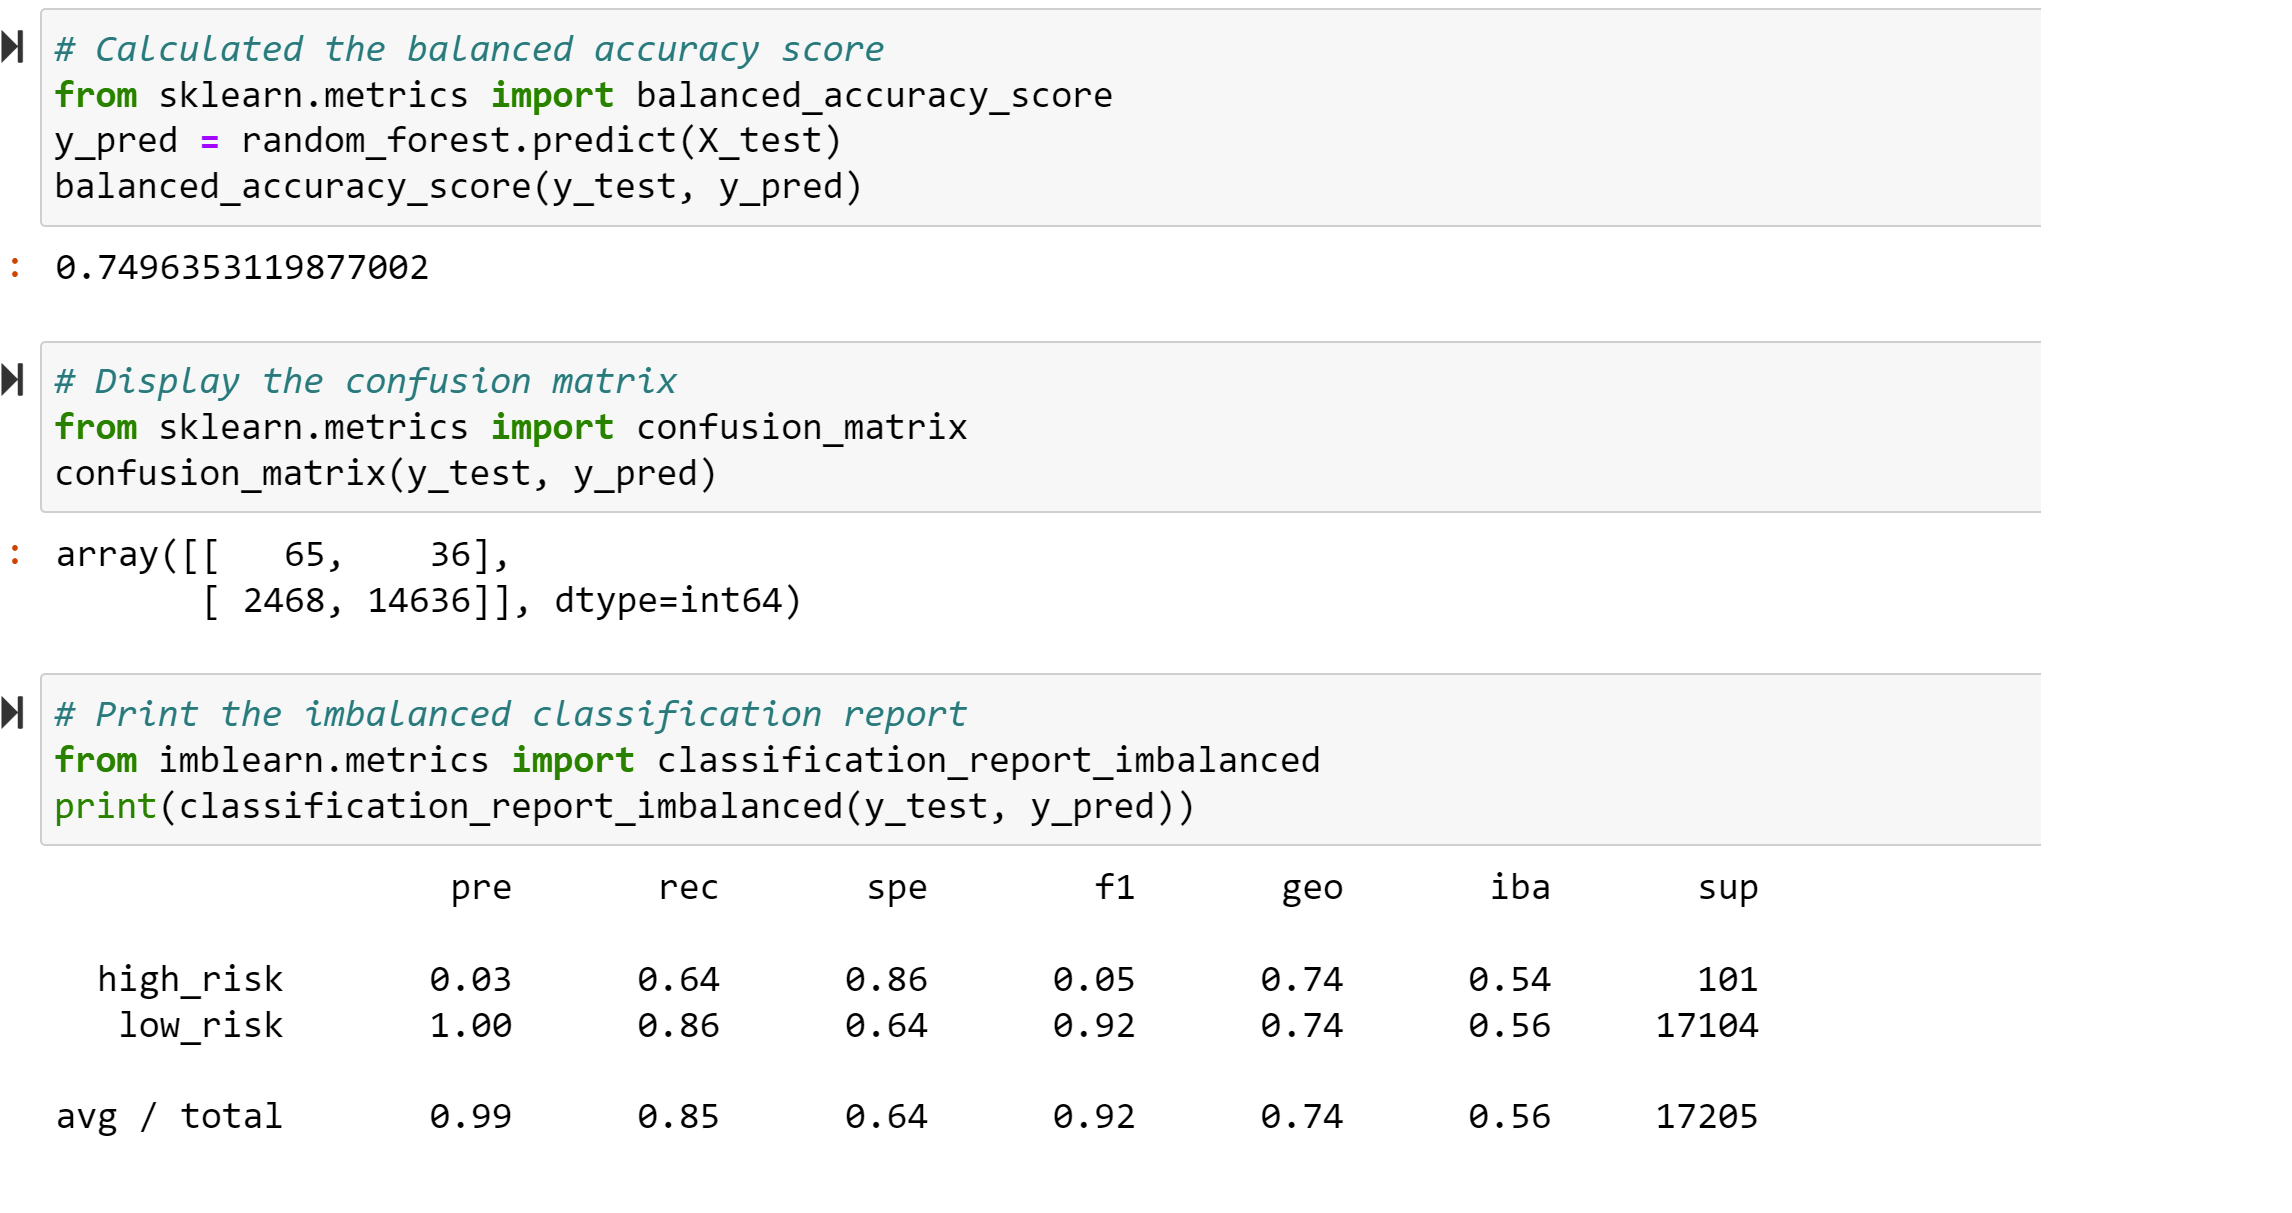 # Calculated the balanced accuracy score
from sklearn.metrics import balanced_accuracy_score
y_pred = random_forest.predict(X_test)
balanced_accuracy_score(y_test, y_pred)
: 0.7496353119877002
# Display the confusion matrix
from sklearn.metrics import confusion_matrix
confusion_matrix(y_test, y_pred)
: array([[   65,    36],
       [ 2468, 14636]], dtype=int64)
# Print the imbalanced classification report
from imblearn.metrics import classification_report_imbalanced
print(classification_report_imbalanced(y_test, y_pred))
                   pre       rec       spe        f1       geo       iba       sup
  high_risk       0.03      0.64      0.86      0.05      0.74      0.54       101
   low_risk       1.00      0.86      0.64      0.92      0.74      0.56     17104
avg / total       0.99      0.85      0.64      0.92      0.74      0.56     17205